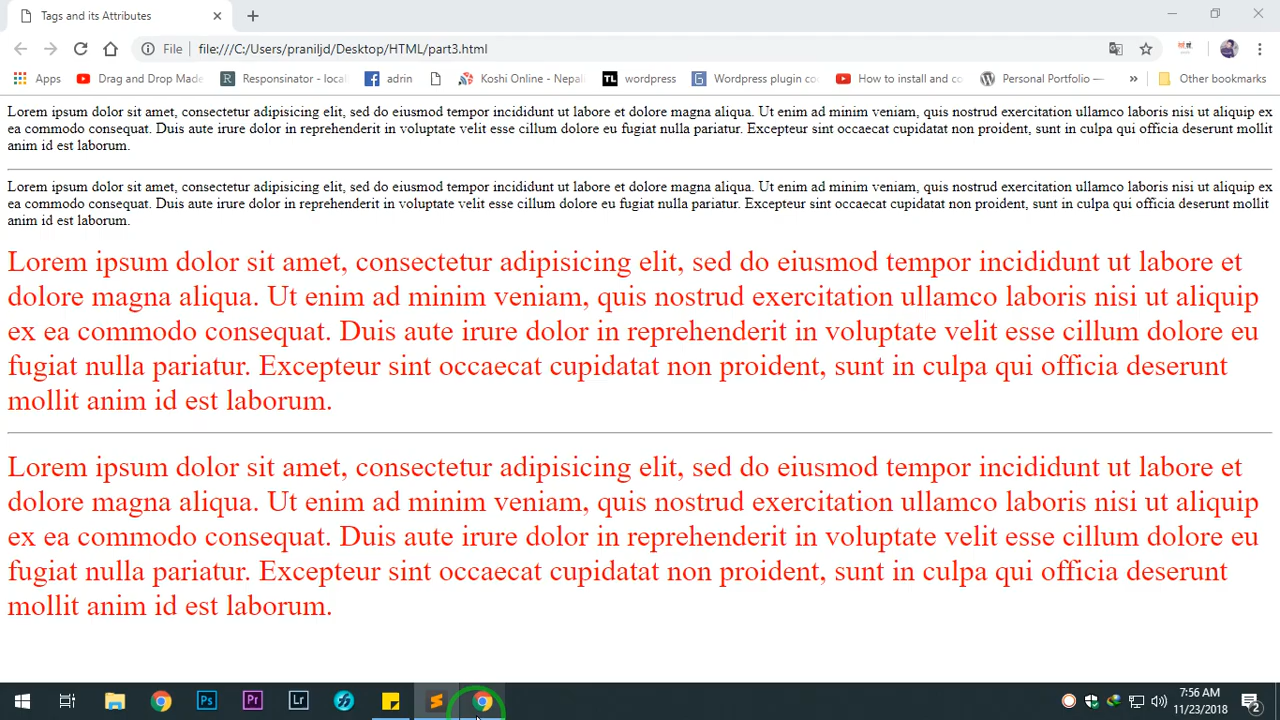 Tags and its Attributes
File
file:///C:/Users/praniljd/Desktop/HTML/part3.html
Apps
Drag and Drop Made
Responsinator - local
adrin
Koshi Online - Nepali
TL wordpress
Wordpress plugin co
How to install and co
Personal Portfolio —
»
Other bookmarks
Lorem ipsum dolor sit amet, consectetur adipisicing elit, sed do eiusmod tempor incididunt ut labore et dolore magna aliqua. Ut enim ad minim veniam, quis nostrud exercitation ullamco laboris nisi ut aliquip ex
ea commodo consequat. Duis aute irure dolor in reprehenderit in voluptate velit esse cillum dolore eu fugiat nulla pariatur. Excepteur sint occaecat cupidatat non proident, sunt in culpa qui officia deserunt mollit
anim id est laborum.
Lorem ipsum dolor sit amet, consectetur adipisicing elit, sed do eiusmod tempor incididunt ut labore et dolore magna aliqua. Ut enim ad minim veniam, quis nostrud exercitation ullamco laboris nisi ut aliquip ex
ea commodo consequat. Duis aute irure dolor in reprehenderit in voluptate velit esse cillum dolore eu fugiat nulla pariatur. Excepteur sint occaecat cupidatat non proident, sunt in culpa qui officia deserunt mollit
anim id est laborum.
Lorem ipsum dolor sit amet, consectetur adipisicing elit, sed do eiusmod tempor incididunt ut labore et
dolore magna aliqua. Ut enim ad minim veniam, quis nostrud exercitation ullamco laboris nisi ut aliquip
ex ea commodo consequat. Duis aute irure dolor in reprehenderit in voluptate velit esse cillum dolore eu
fugiat nulla pariatur. Excepteur sint occaecat cupidatat non proident, sunt in culpa qui officia deserunt
mollit anim id est laborum.
Lorem ipsum dolor sit amet, consectetur adipisicing elit, sed do eiusmod tempor incididunt ut labore et
dolore magna aliqua. Ut enim ad minim veniam, quis nostrud exercitation ullamco laboris nisi ut aliquip
ex ea commodo consequat. Duis aute irure dolor in reprehenderit in voluptate velit esse cillum dolore eu
fugiat nulla pariatur. Excepteur sint occaecat cupidatat non proident, sunt in culpa qui officia deserunt
mollit anim id est laborum.
Ps
Pr
Lr
7:56 AM
11/23/2018
2